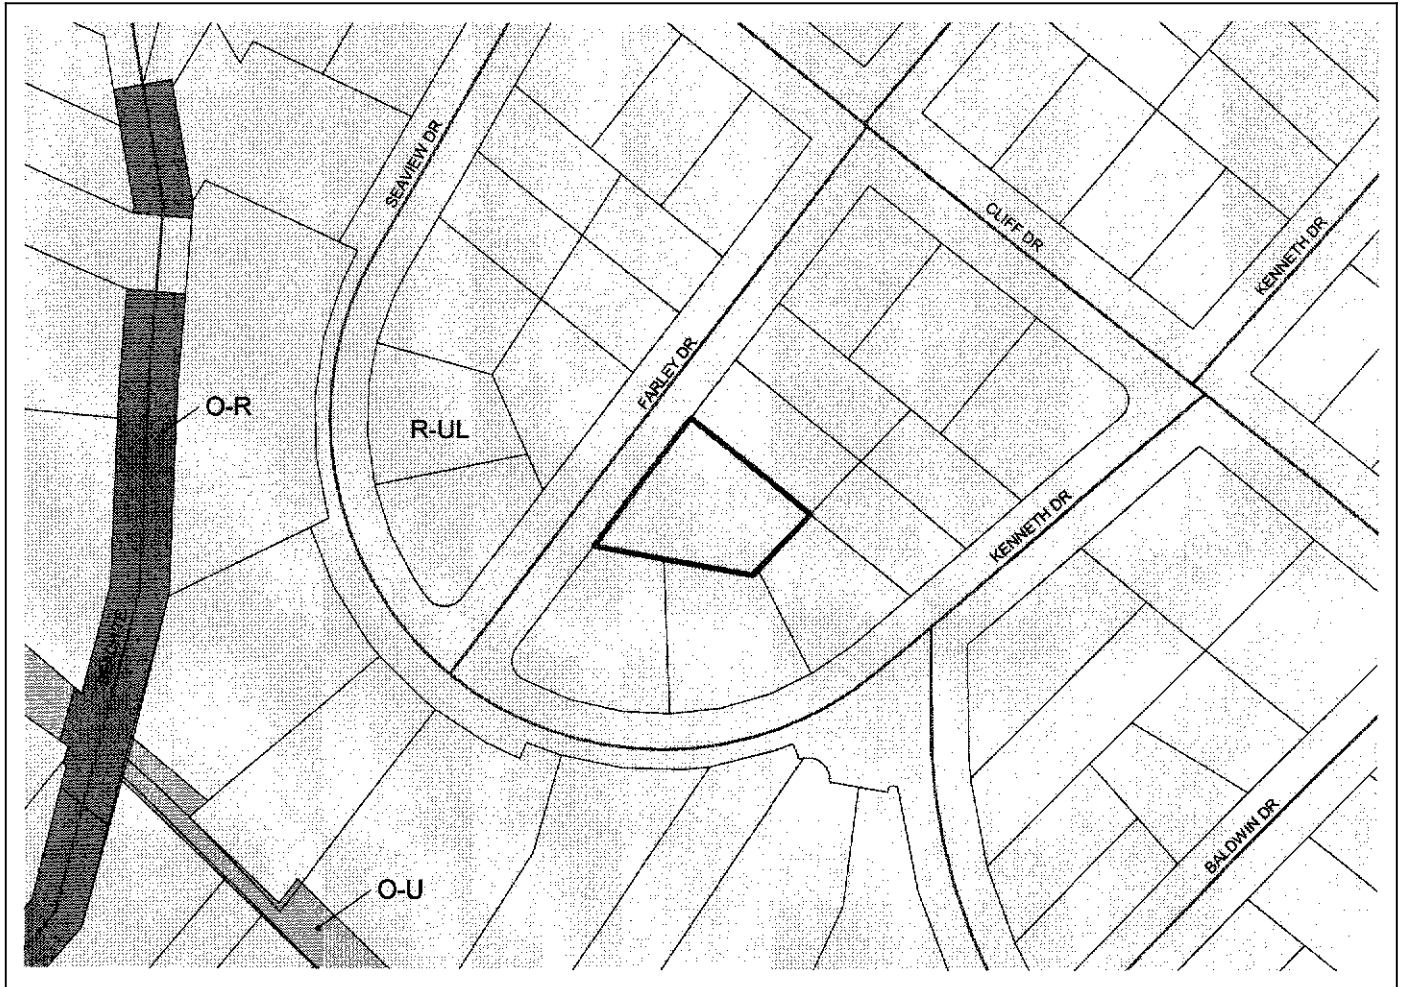 SEAVIEW DR
CLIFF DR
KENNETH DR
FARLEY DR
O-R
R-UL
KENNETH DR
BALDWIN DR
O-U